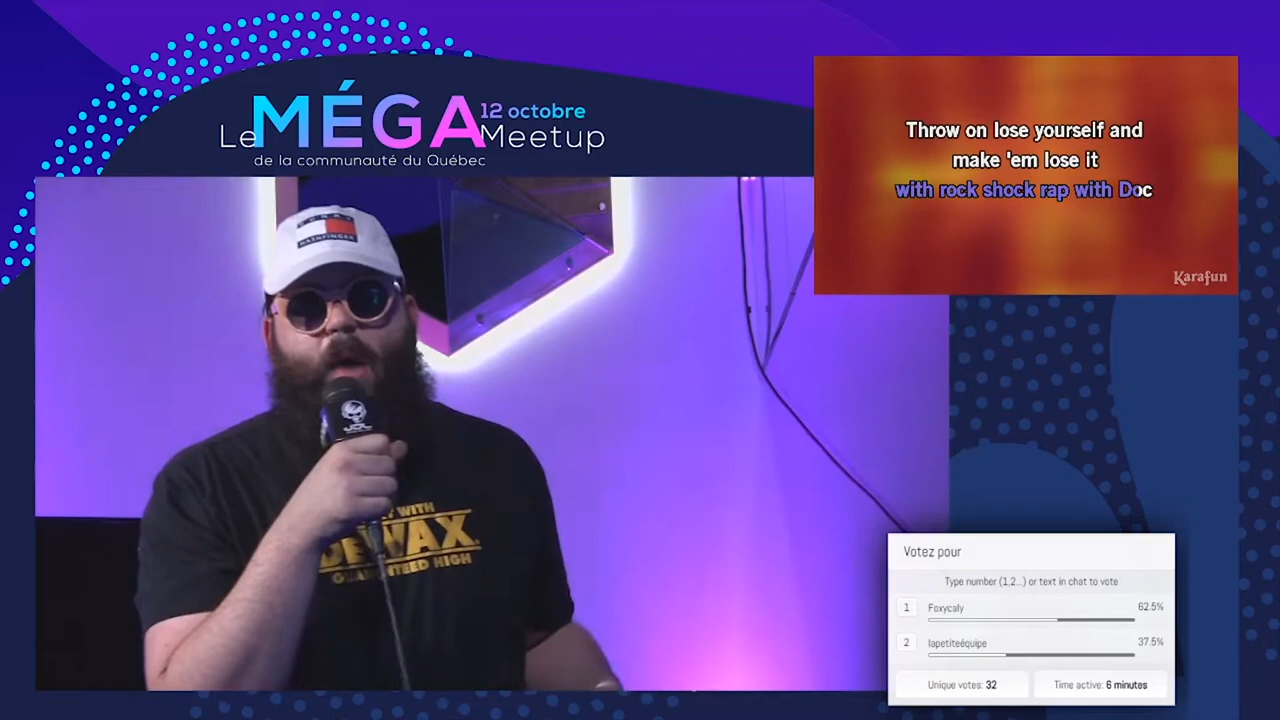 Le MÉGA Meetup
12 octobre
de la communauté du Québec
Throw on lose yourself and
make 'em lose it
with rock shock rap with Doc
Karafun
WITH
DEWAX.
GUARANTEED HIGH
Votez pour
Type number (1,2...) or text in chat to vote
1 Foxycaly 62.5%
2 lapetiteéquipe 37.5%
Unique votes: 32 Time active: 6 minutes